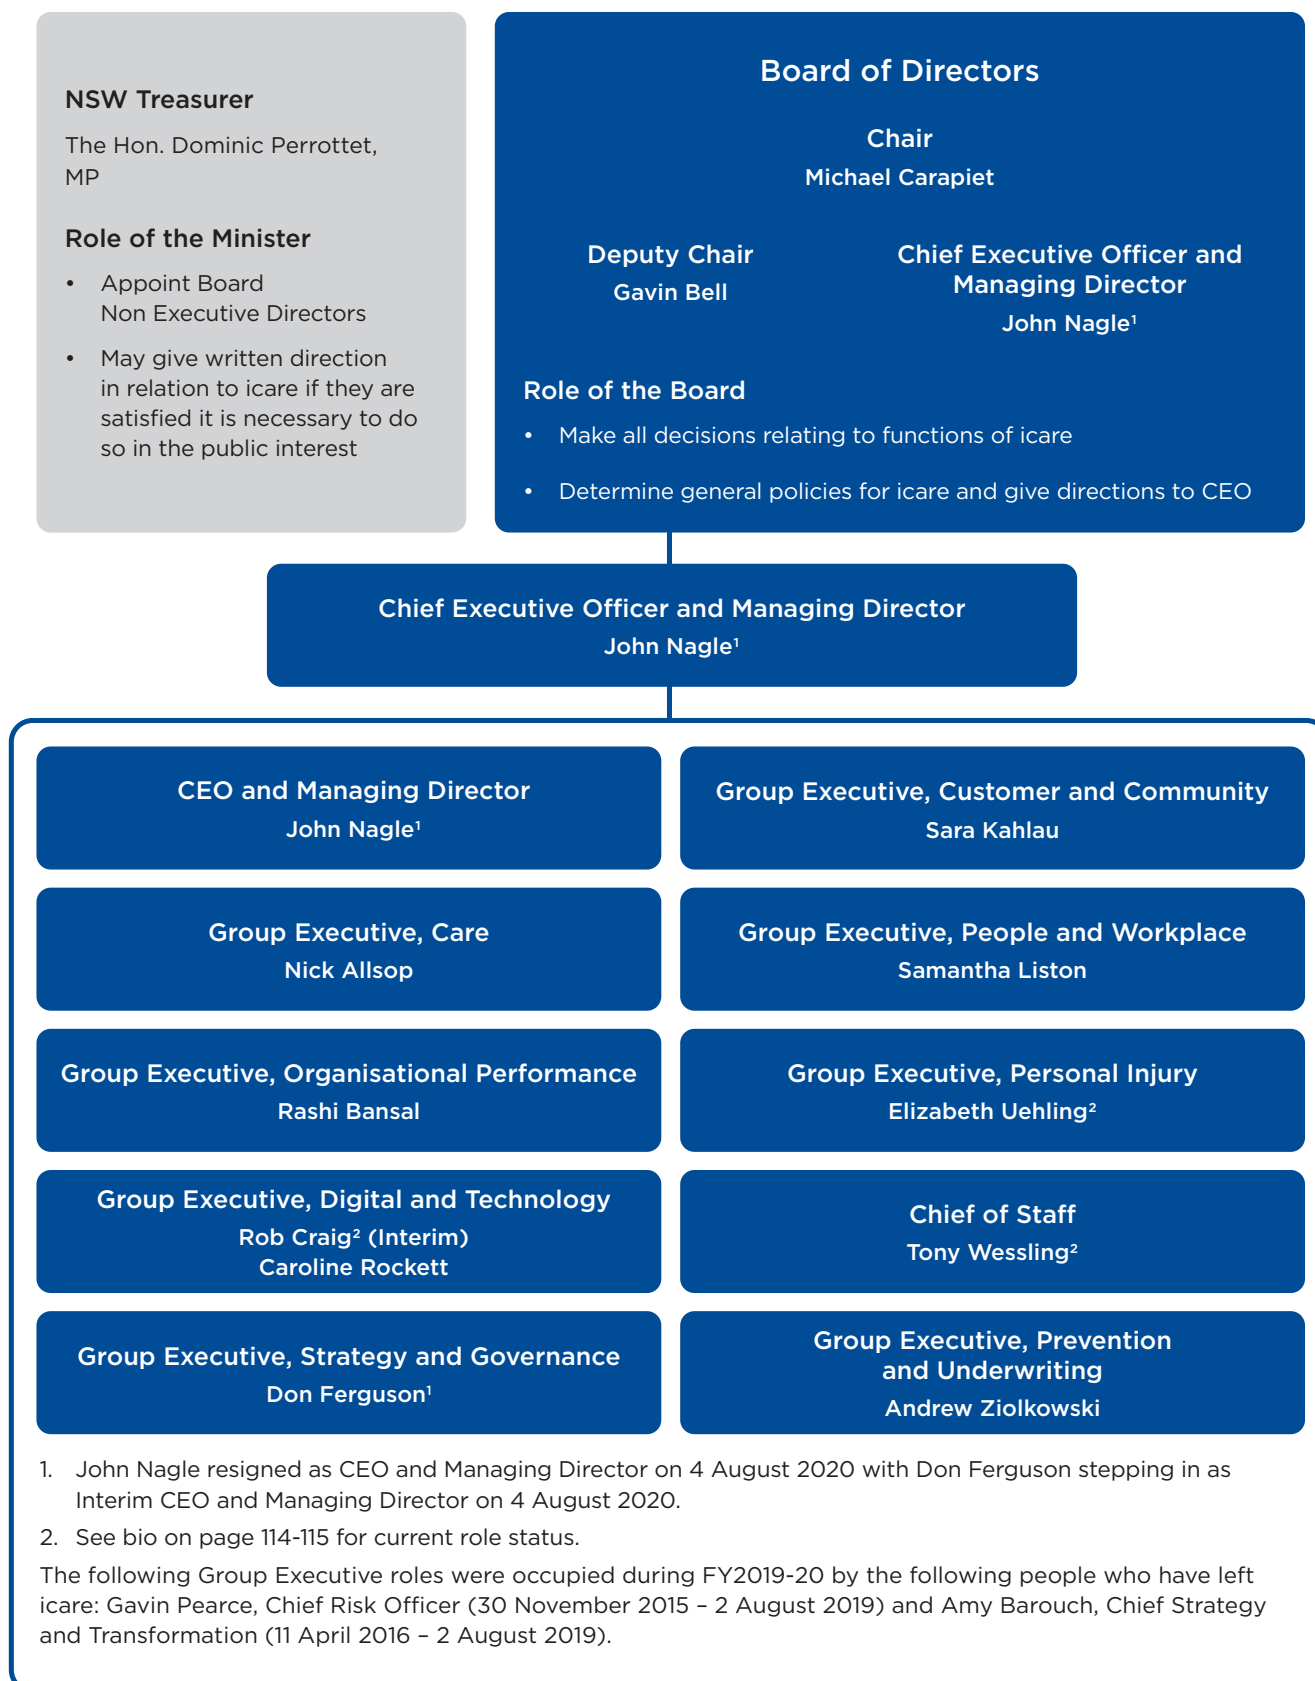 NSW Treasurer
The Hon. Dominic Perrottet,
MP
Role of the Minister
• Appoint Board
Non Executive Directors
• May give written direction
in relation to icare if they are
satisfied it is necessary to do
so in the public interest
Board of Directors
Chair
Michael Carapiet
Deputy Chair
Gavin Bell
Chief Executive Officer and
Managing Director
John Nagle¹
Role of the Board
• Make all decisions relating to functions of icare
• Determine general policies for icare and give directions to CEO
Chief Executive Officer and Managing Director
John Nagle¹
CEO and Managing Director
John Nagle¹
Group Executive, Customer and Community
Sara Kahlau
Group Executive, Care
Nick Allsop
Group Executive, People and Workplace
Samantha Liston
Group Executive, Organisational Performance
Rashi Bansal
Group Executive, Personal Injury
Elizabeth Uehling²
Group Executive, Digital and Technology
Rob Craig² (Interim)
Caroline Rockett
Chief of Staff
Tony Wessling²
Group Executive, Strategy and Governance
Don Ferguson¹
Group Executive, Prevention
and Underwriting
Andrew Ziolkowski
1. John Nagle resigned as CEO and Managing Director on 4 August 2020 with Don Ferguson stepping in as
Interim CEO and Managing Director on 4 August 2020.
2. See bio on page 114-115 for current role status.
The following Group Executive roles were occupied during FY2019-20 by the following people who have left
icare: Gavin Pearce, Chief Risk Officer (30 November 2015 – 2 August 2019) and Amy Barouch, Chief Strategy
and Transformation (11 April 2016 – 2 August 2019).